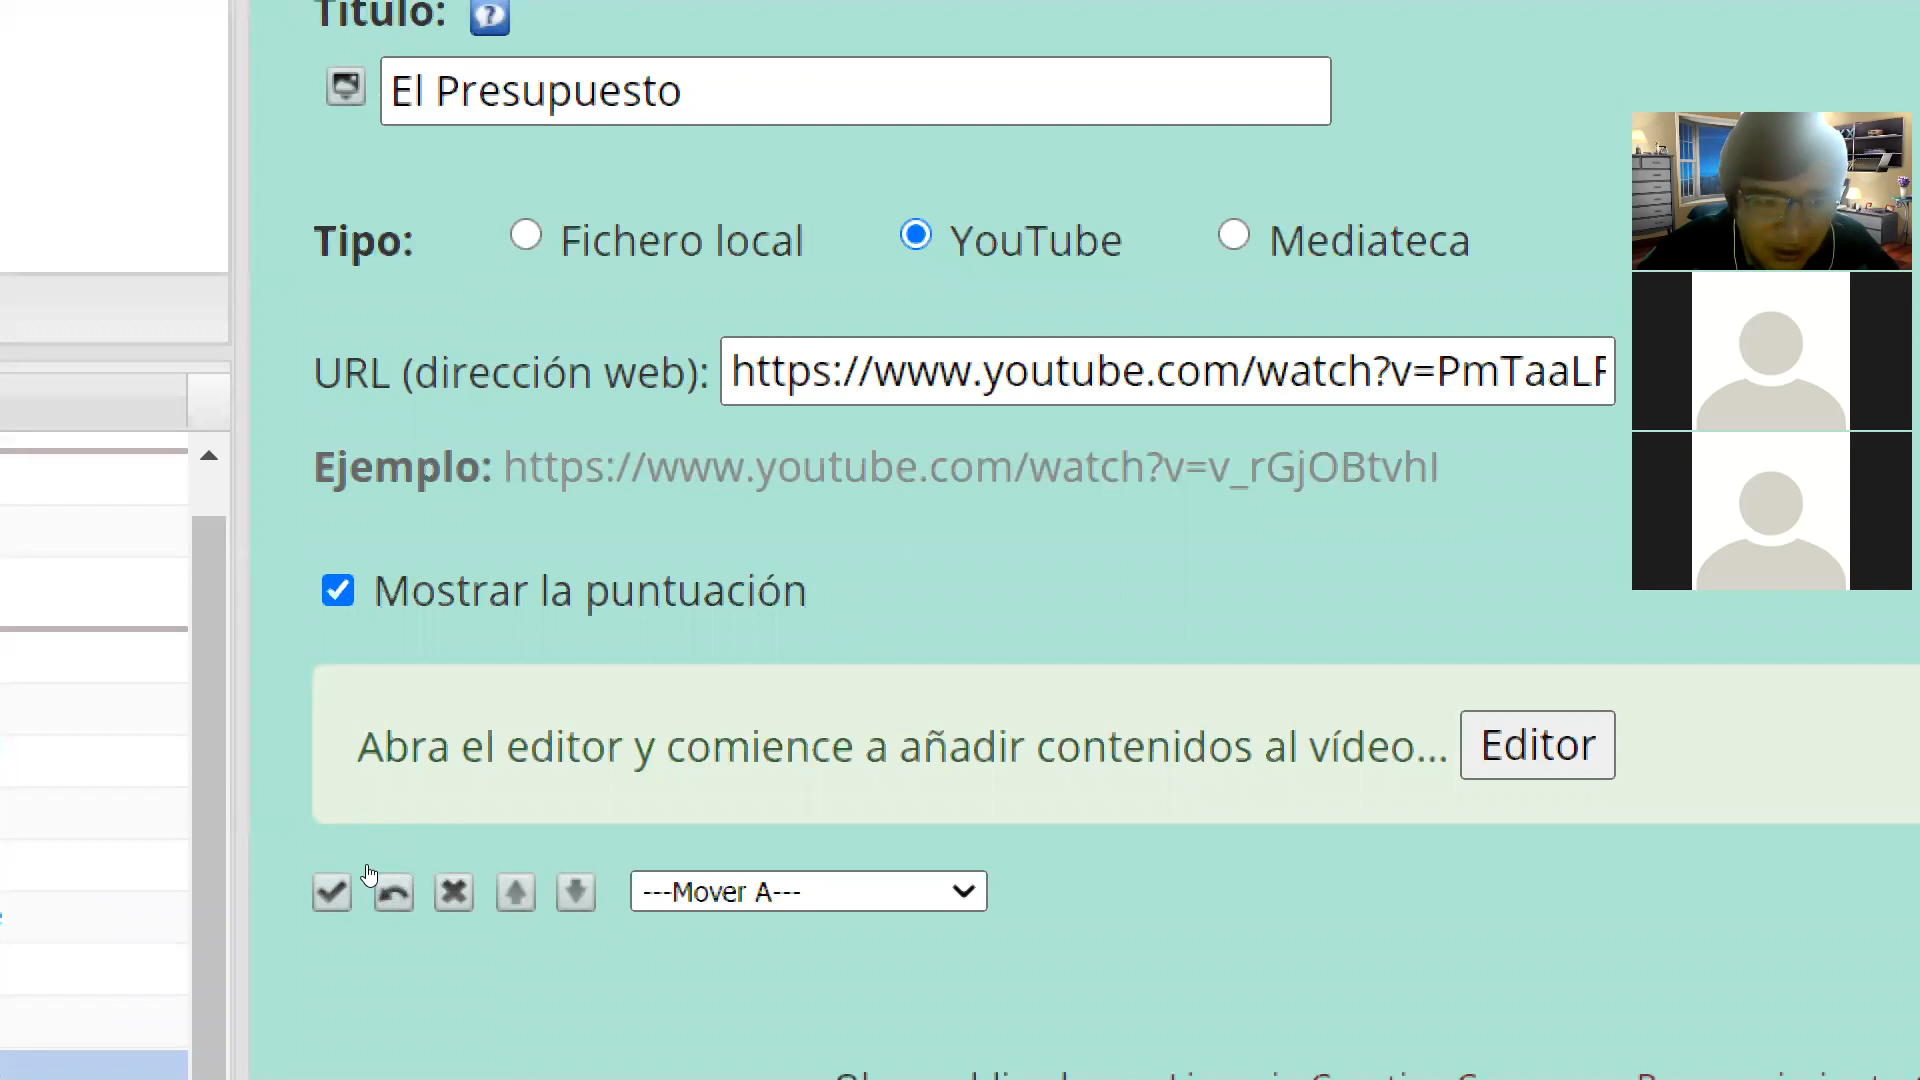 Título:
El Presupuesto
Tipo: Fichero local YouTube Mediateca
URL (dirección web): https://www.youtube.com/watch?v=PmTaaLF
Ejemplo: https://www.youtube.com/watch?v=v_rGjOBtvhI
Mostrar la puntuación
Abra el editor y comience a añadir contenidos al vídeo... Editor
---Mover A---